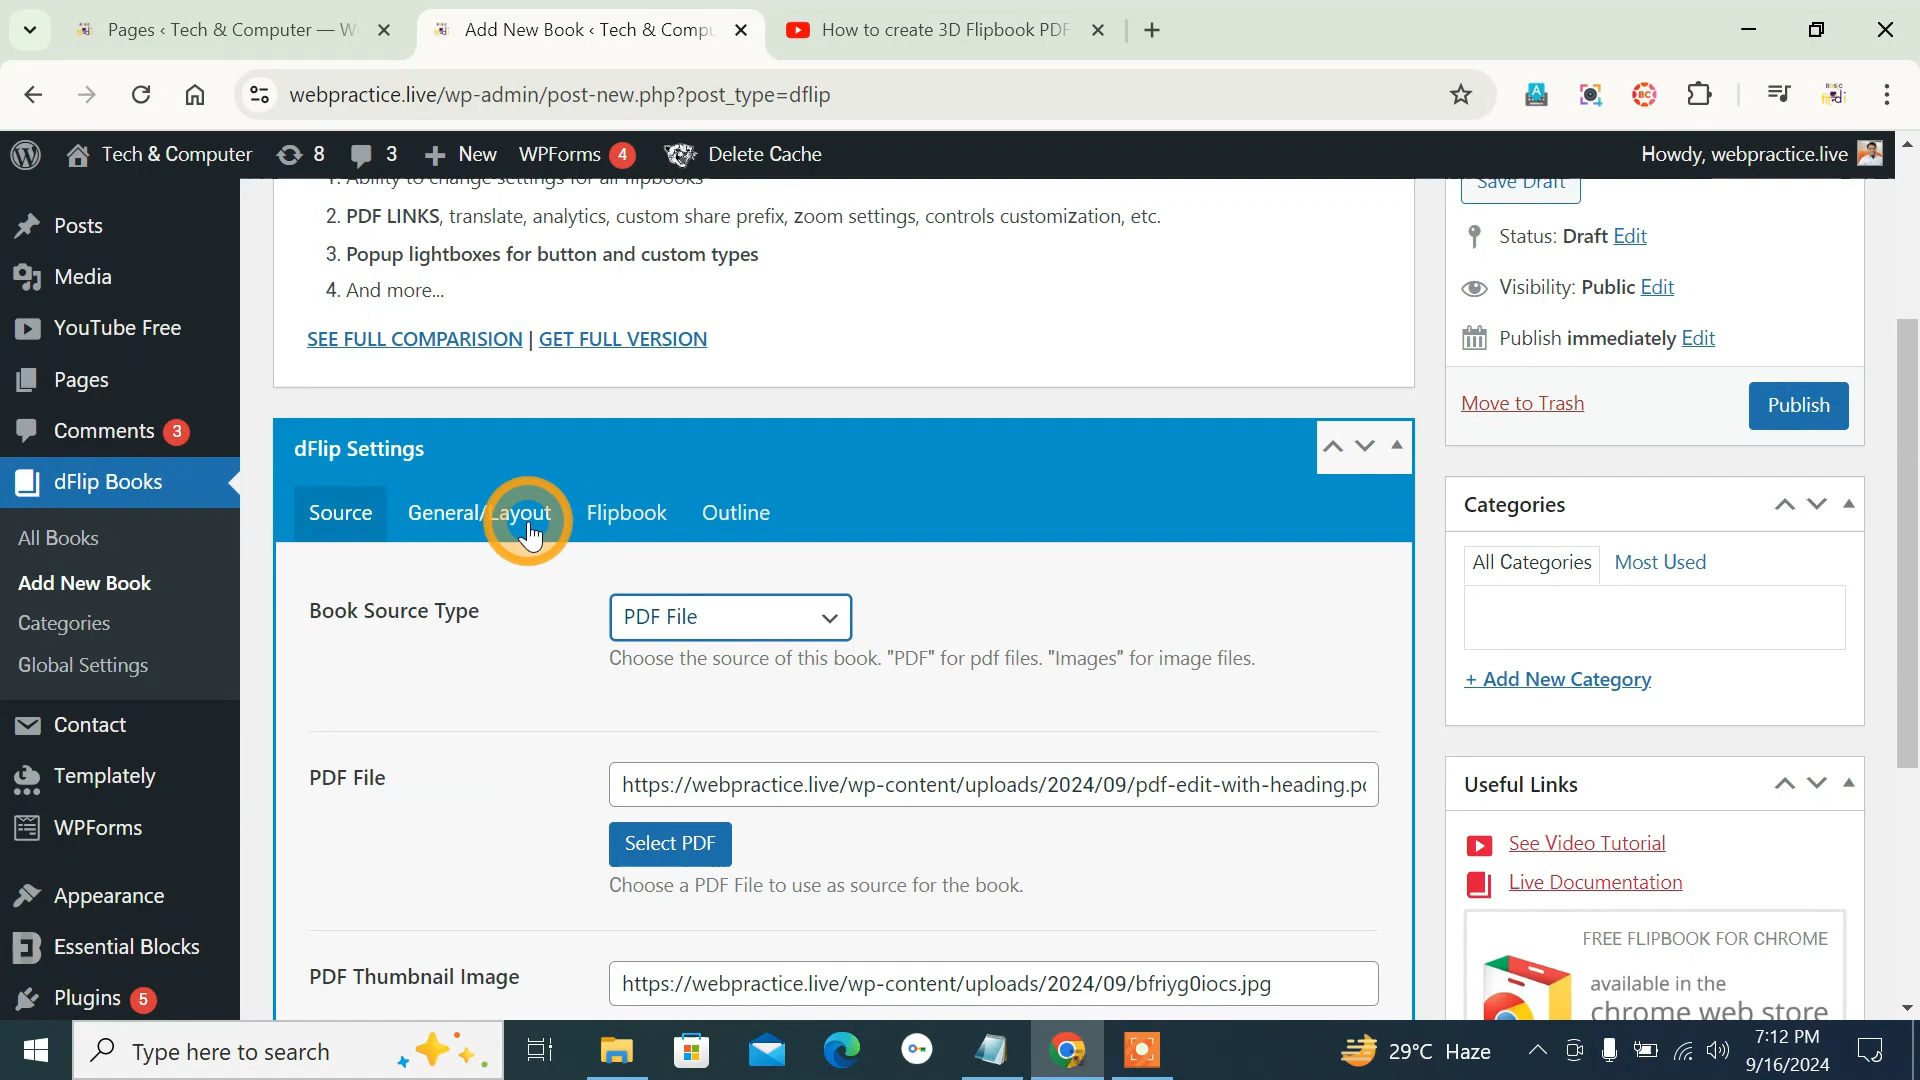 Pages ‹ Tech & Computer — W
Add New Book ‹ Tech & Compu
How to create 3D Flipbook PDF
webpractice.live/wp-admin/post-new.php?post_type=dflip
Tech & Computer
8
3
New
WPForms 4
Delete Cache
Howdy, webpractice.live
Posts
Media
YouTube Free
Pages
Comments 3
dFlip Books
All Books
Add New Book
Categories
Global Settings
Contact
Templately
WPForms
Appearance
Essential Blocks
Plugins 5
1. Ability to change settings for all flipbooks
2. PDF LINKS, translate, analytics, custom share prefix, zoom settings, controls customization, etc.
3. Popup lightboxes for button and custom types
4. And more...
SEE FULL COMPARISION | GET FULL VERSION
dFlip Settings
Source General/Layout Flipbook Outline
Book Source Type
PDF File
Choose the source of this book. "PDF" for pdf files. "Images" for image files.
PDF File
https://webpractice.live/wp-content/uploads/2024/09/pdf-edit-with-heading.p
Select PDF
Choose a PDF File to use as source for the book.
PDF Thumbnail Image
https://webpractice.live/wp-content/uploads/2024/09/bfriyg0iocs.jpg
Save Draft
Status: Draft Edit
Visibility: Public Edit
Publish immediately Edit
Move to Trash
Publish
Categories
All Categories Most Used
+ Add New Category
Useful Links
See Video Tutorial
Live Documentation
FREE FLIPBOOK FOR CHROME
available in the
chrome web store
Type here to search
29°C Haze
7:12 PM
9/16/2024